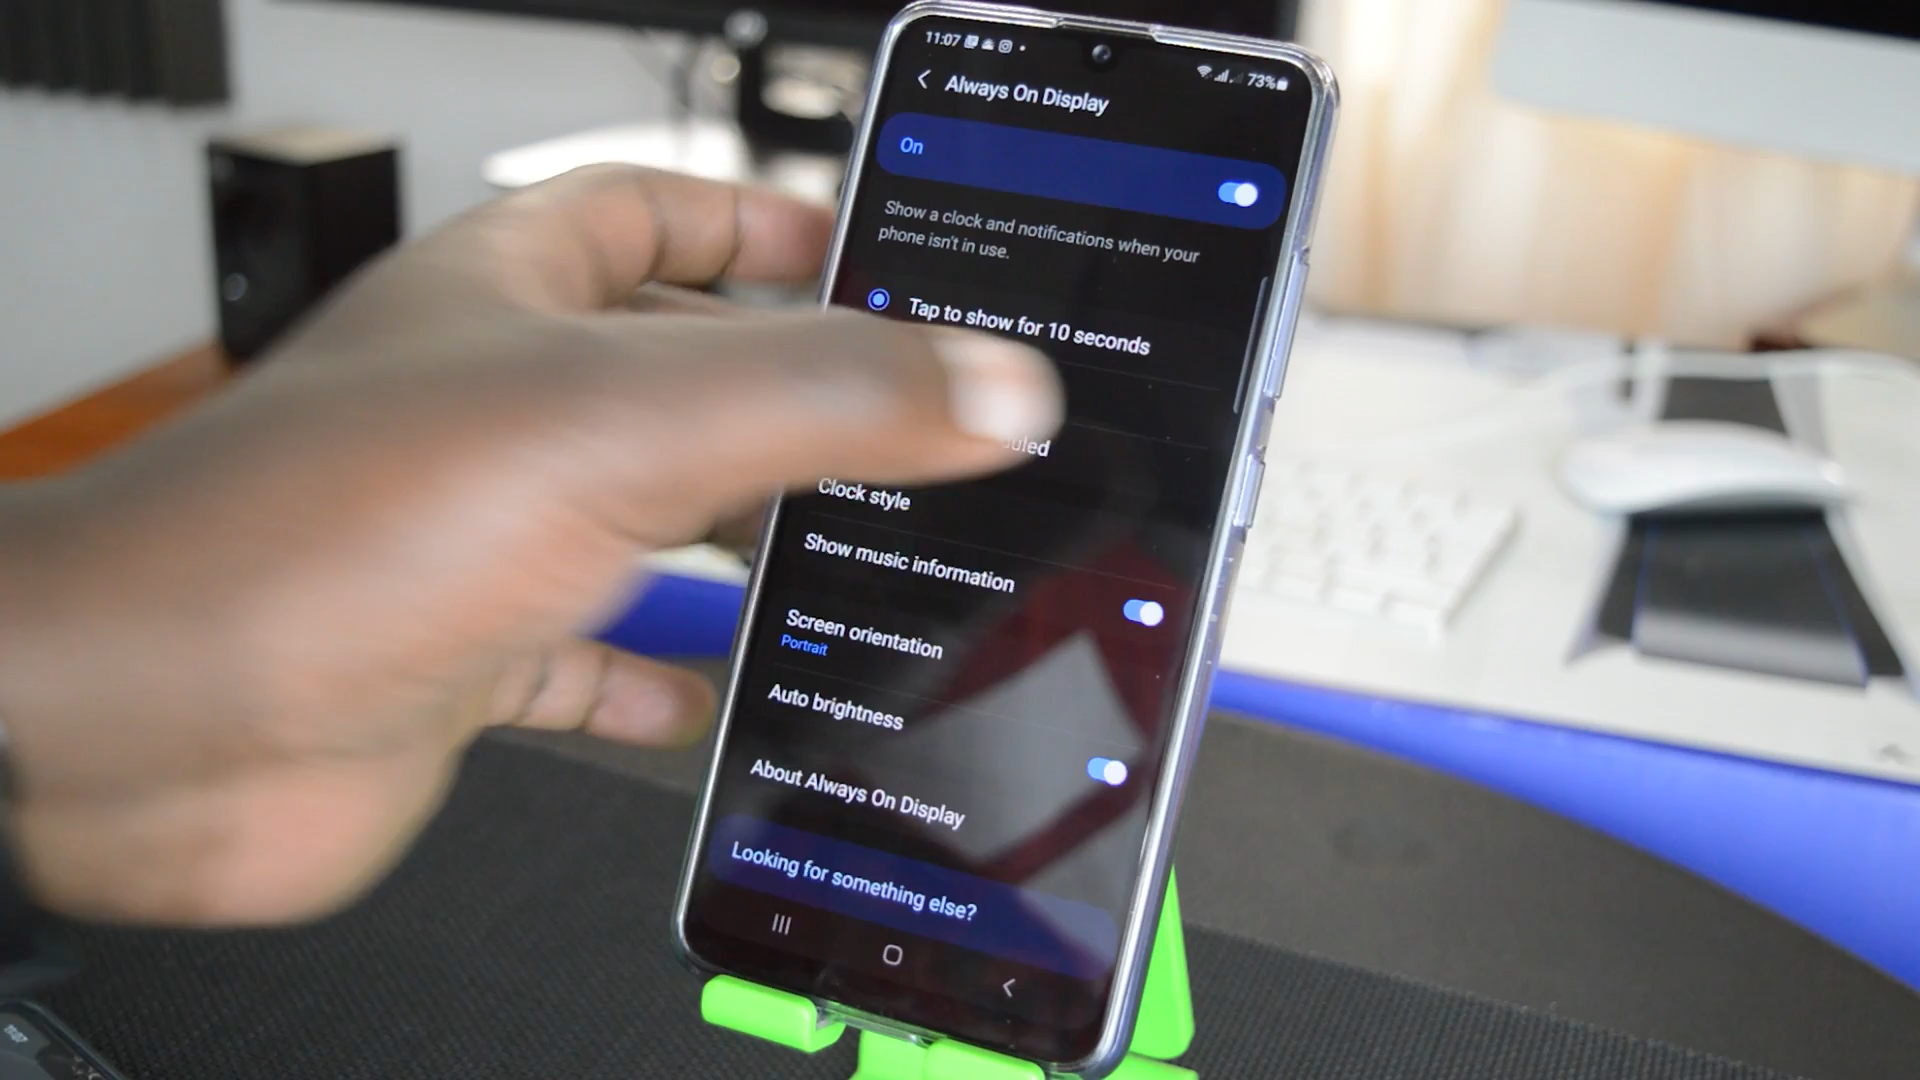 11:07
73%
Always On Display
On
Show a clock and notifications when your
phone isn't in use.
Tap to show for 10 seconds
Clock style
Show music information
Screen orientation
Portrait
Auto brightness
About Always On Display
Looking for something else?